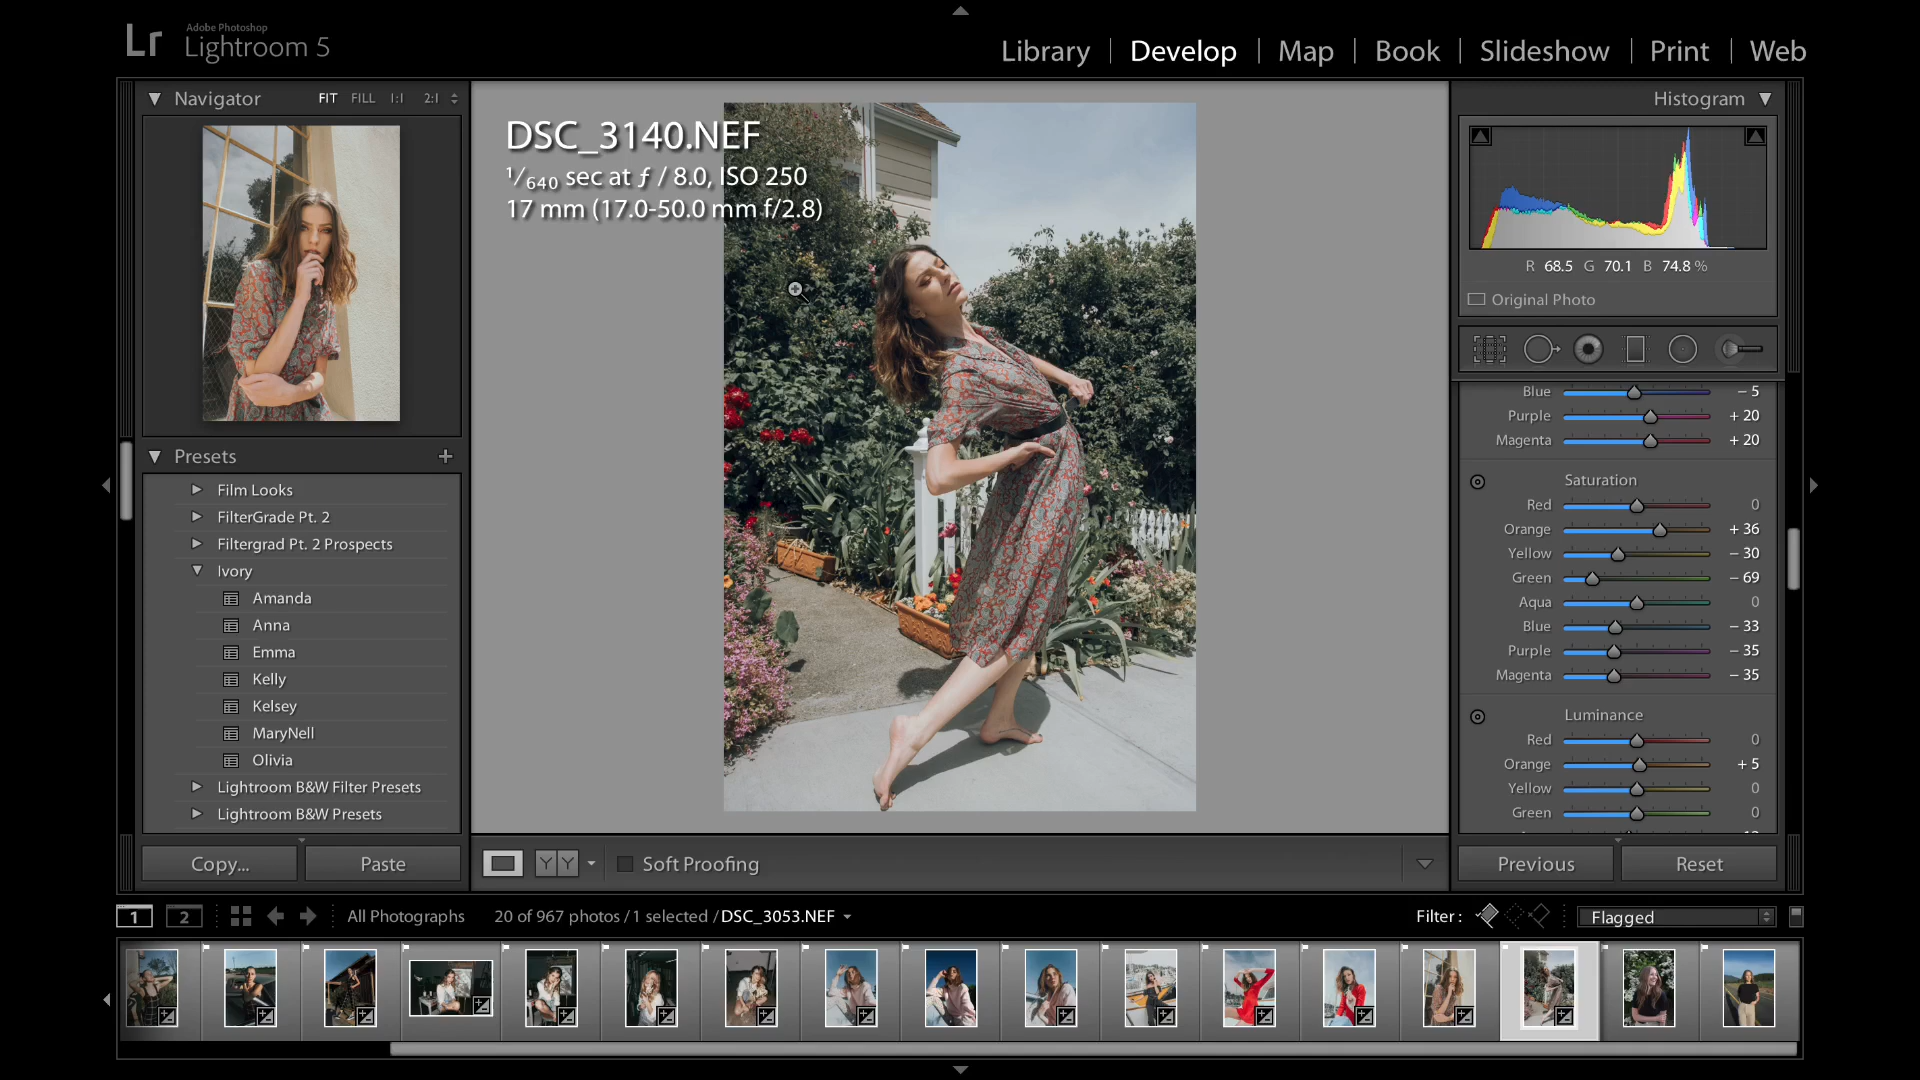 Lr Adobe Photoshop
Lightroom 5
Library | Develop | Map | Book | Slideshow | Print | Web
Navigator FIT FILL 1:1 2:1
Presets +
Film Looks
FilterGrade Pt. 2
Filtergrad Pt. 2 Prospects
Ivory
Amanda
Anna
Emma
Kelly
Kelsey
MaryNell
Olivia
Lightroom B&W Filter Presets
Lightroom B&W Presets
Copy... Paste
DSC_3140.NEF
1/640 sec at ƒ / 8.0, ISO 250
17 mm (17.0-50.0 mm f/2.8)
YY Soft Proofing
Histogram
R 68.5 G 70.1 B 74.8 %
Original Photo
Blue – 5
Purple + 20
Magenta + 20
Saturation
Red 0
Orange + 36
Yellow – 30
Green – 69
Aqua 0
Blue – 33
Purple – 35
Magenta – 35
Luminance
Red 0
Orange + 5
Yellow 0
Green 0
Previous Reset
1 2 All Photographs 20 of 967 photos / 1 selected / DSC_3053.NEF Filter : Flagged